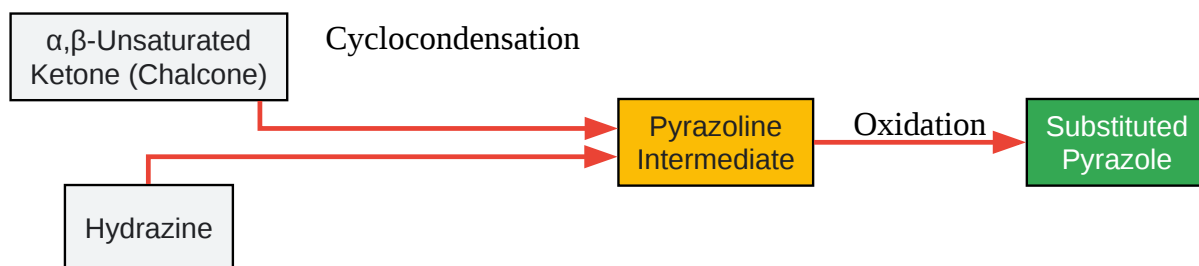 α,β-Unsaturated
Ketone (Chalcone)
Cyclocondensation
Hydrazine
Pyrazoline
Intermediate
Oxidation
Substituted
Pyrazole